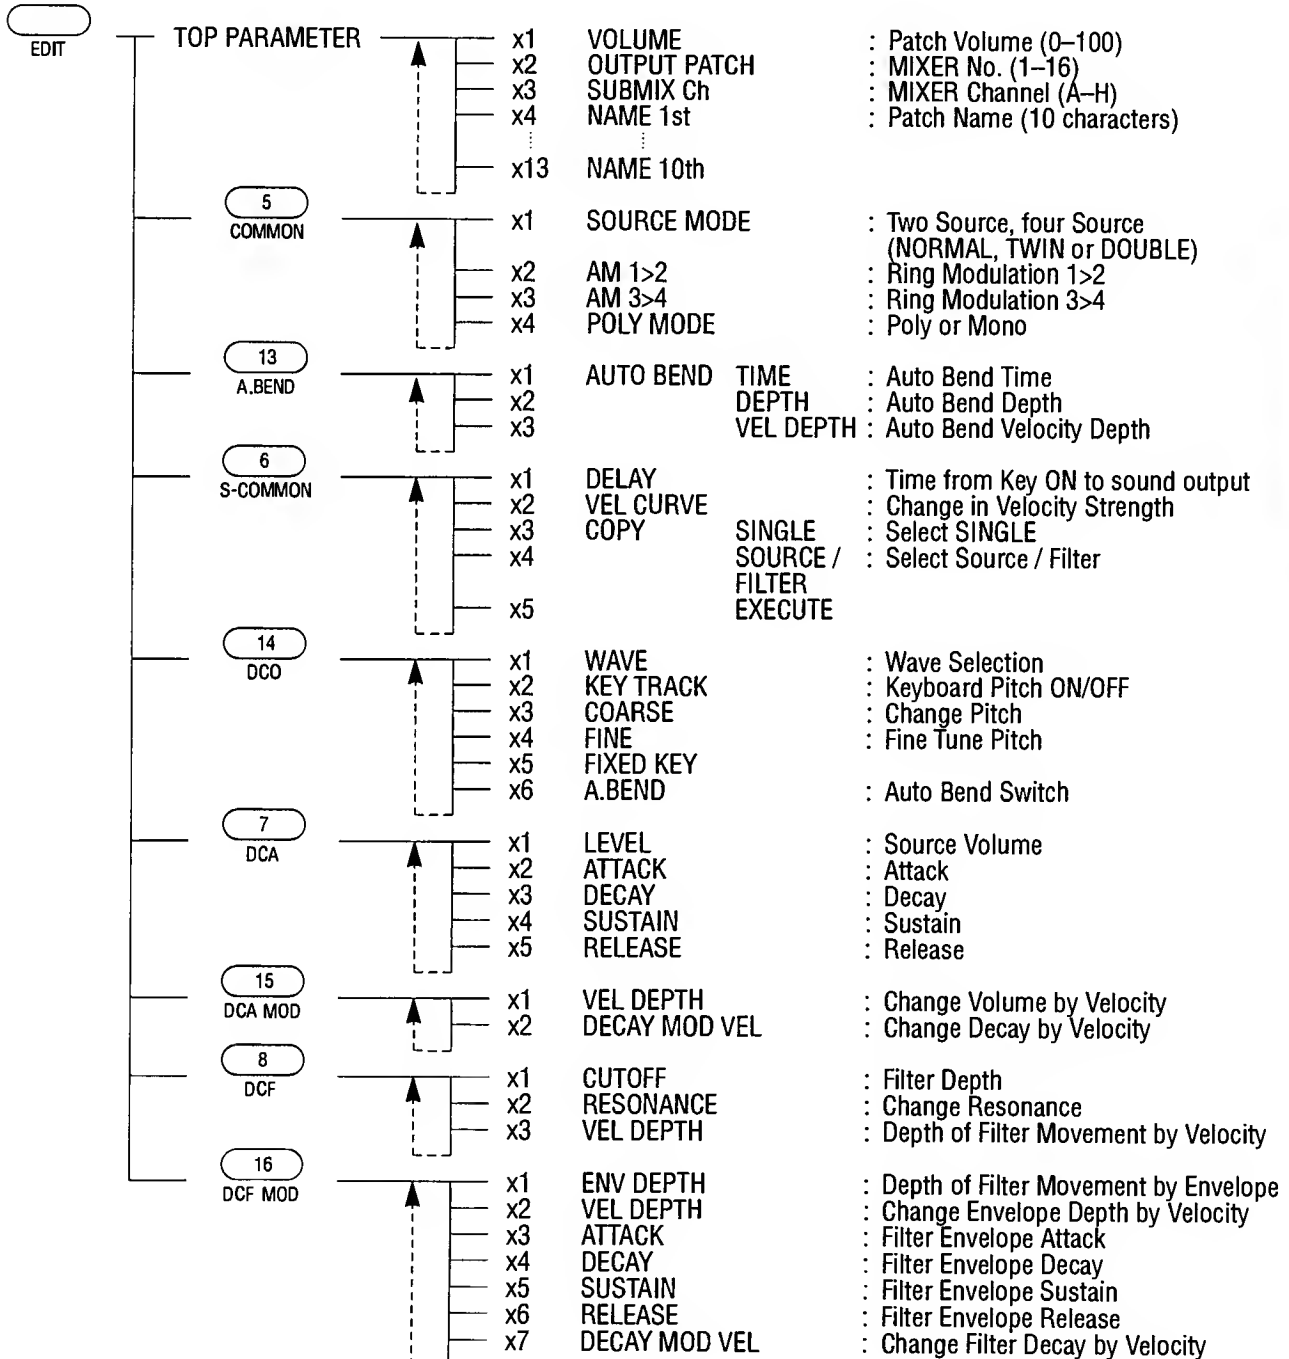 EDIT
TOP PARAMETER x1 VOLUME : Patch Volume (0–100)
x2 OUTPUT PATCH : MIXER No. (1–16)
x3 SUBMIX Ch : MIXER Channel (A–H)
x4 NAME 1st : Patch Name (10 characters)
x13 NAME 10th
5 COMMON x1 SOURCE MODE : Two Source, four Source
(NORMAL, TWIN or DOUBLE)
x2 AM 1>2 : Ring Modulation 1>2
x3 AM 3>4 : Ring Modulation 3>4
x4 POLY MODE : Poly or Mono
13 A.BEND x1 AUTO BEND TIME : Auto Bend Time
x2 DEPTH : Auto Bend Depth
x3 VEL DEPTH : Auto Bend Velocity Depth
6 S-COMMON x1 DELAY : Time from Key ON to sound output
x2 VEL CURVE : Change in Velocity Strength
x3 COPY SINGLE : Select SINGLE
x4 SOURCE / : Select Source / Filter
FILTER
x5 EXECUTE
14 DCO x1 WAVE : Wave Selection
x2 KEY TRACK : Keyboard Pitch ON/OFF
x3 COARSE : Change Pitch
x4 FINE : Fine Tune Pitch
x5 FIXED KEY
x6 A.BEND : Auto Bend Switch
7 DCA x1 LEVEL : Source Volume
x2 ATTACK : Attack
x3 DECAY : Decay
x4 SUSTAIN : Sustain
x5 RELEASE : Release
15 DCA MOD x1 VEL DEPTH : Change Volume by Velocity
x2 DECAY MOD VEL : Change Decay by Velocity
8 DCF x1 CUTOFF : Filter Depth
x2 RESONANCE : Change Resonance
x3 VEL DEPTH : Depth of Filter Movement by Velocity
16 DCF MOD x1 ENV DEPTH : Depth of Filter Movement by Envelope
x2 VEL DEPTH : Change Envelope Depth by Velocity
x3 ATTACK : Filter Envelope Attack
x4 DECAY : Filter Envelope Decay
x5 SUSTAIN : Filter Envelope Sustain
x6 RELEASE : Filter Envelope Release
x7 DECAY MOD VEL : Change Filter Decay by Velocity